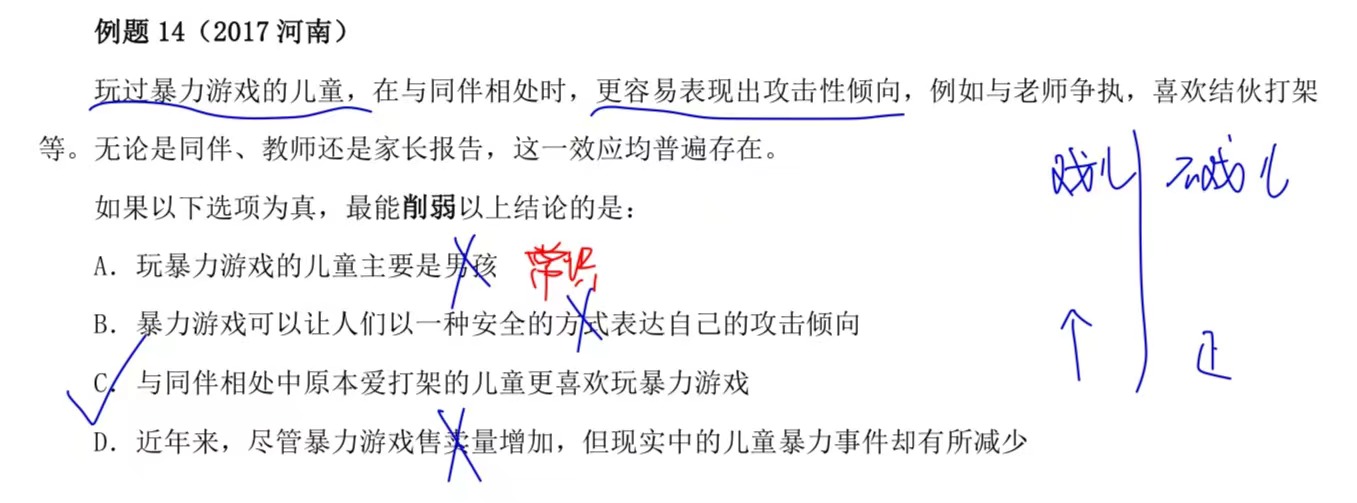 例题 14（2017 河南）
玩过暴力游戏的儿童，在与同伴相处时，更容易表现出攻击性倾向，例如与老师争执，喜欢结伙打架
等。无论是同伴、教师还是家长报告，这一效应均普遍存在。
如果以下选项为真，最能削弱以上结论的是：
A．玩暴力游戏的儿童主要是男孩 常识
B．暴力游戏可以让人们以一种安全的方式表达自己的攻击倾向
C．与同伴相处中原本爱打架的儿童更喜欢玩暴力游戏
D．近年来，尽管暴力游戏售卖量增加，但现实中的儿童暴力事件却有所减少
戏儿 不戏儿
↑ 正